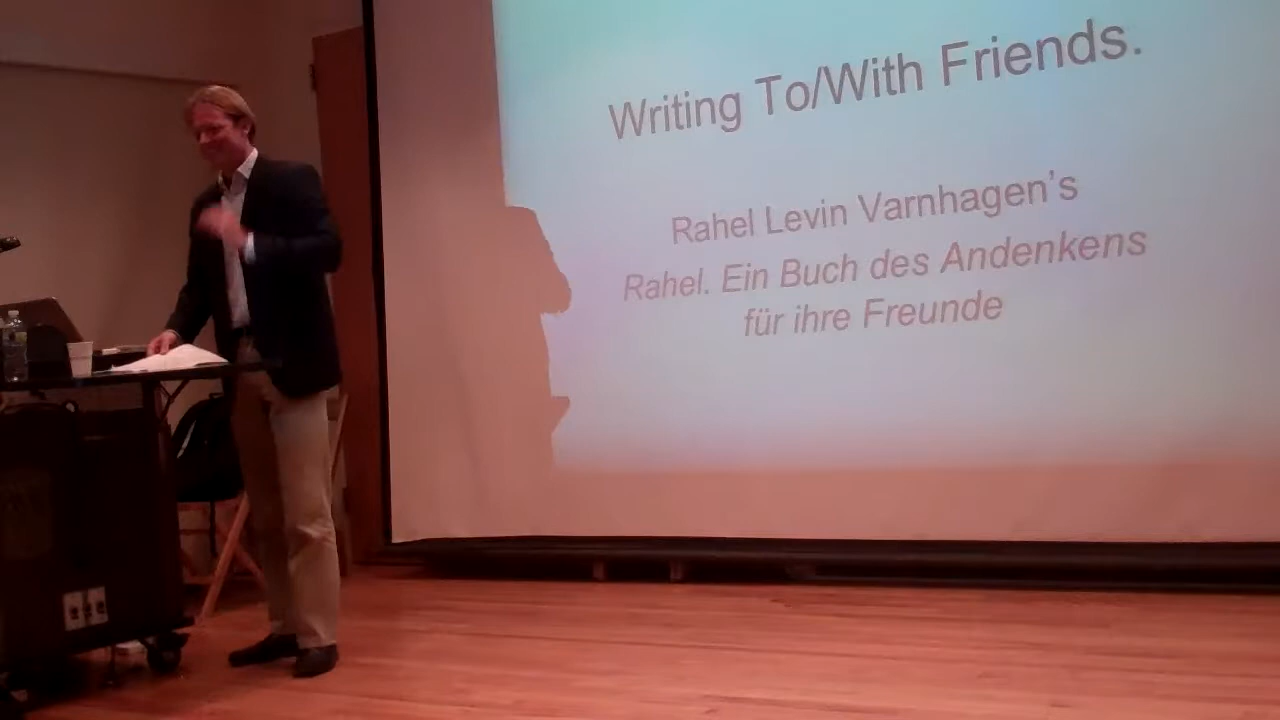 Writing To/With Friends.
Rahel Levin Varnhagen's
Rahel. Ein Buch des Andenkens
für ihre Freunde